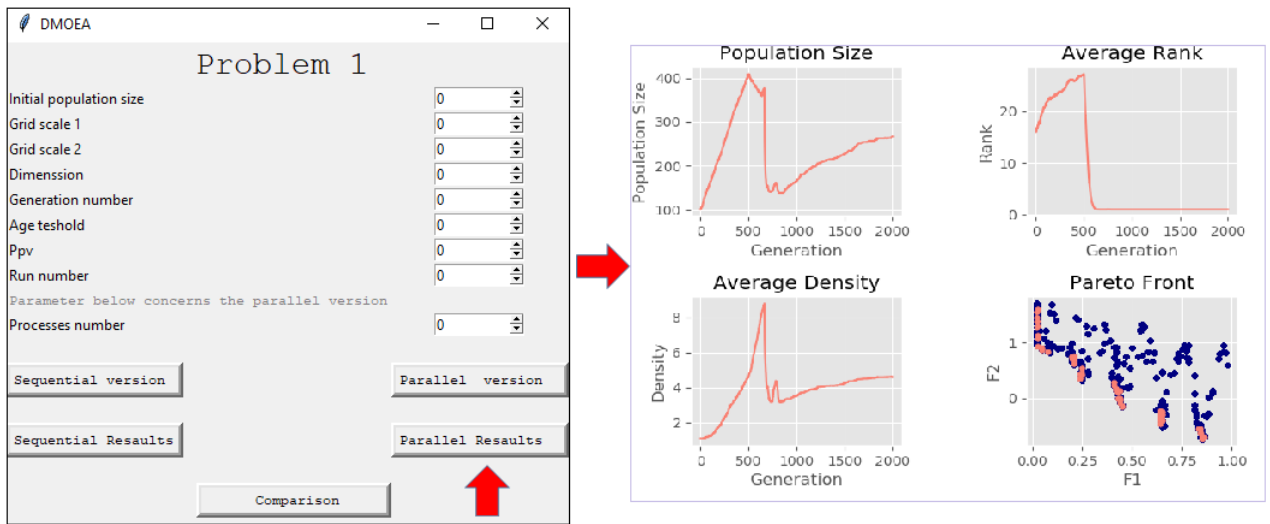 DMOEA
Problem 1
Initial population size 0
Grid scale 1 0
Grid scale 2 0
Dimenssion 0
Generation number 0
Age teshold 0
Ppv 0
Run number 0
Parameter below concerns the parallel version
Processes number 0
Sequential version
Parallel version
Sequential Resaults
Parallel Resaults
Comparison
Population Size
Population Size
400
300
200
100
0 500 1000 1500 2000
Generation
Average Rank
Rank
20
10
0
0 500 1000 1500 2000
Generation
Average Density
Density
8
6
4
2
0 500 1000 1500 2000
Generation
Pareto Front
F2
1
0
0.00 0.25 0.50 0.75 1.00
F1